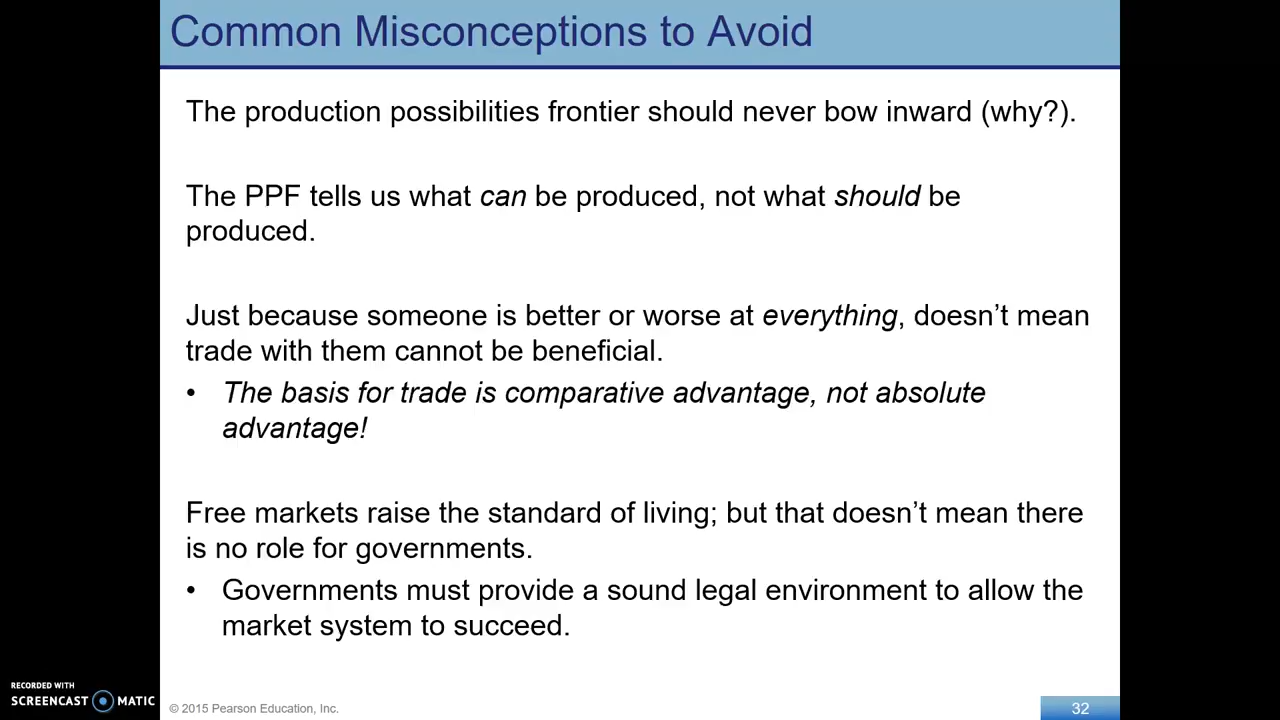 Common Misconceptions to Avoid
The production possibilities frontier should never bow inward (why?).
The PPF tells us what can be produced, not what should be
produced.
Just because someone is better or worse at everything, doesn’t mean
trade with them cannot be beneficial.
• The basis for trade is comparative advantage, not absolute
advantage!
Free markets raise the standard of living; but that doesn’t mean there
is no role for governments.
• Governments must provide a sound legal environment to allow the
market system to succeed.
RECORDED WITH
SCREENCAST MATIC
© 2015 Pearson Education, Inc.
32